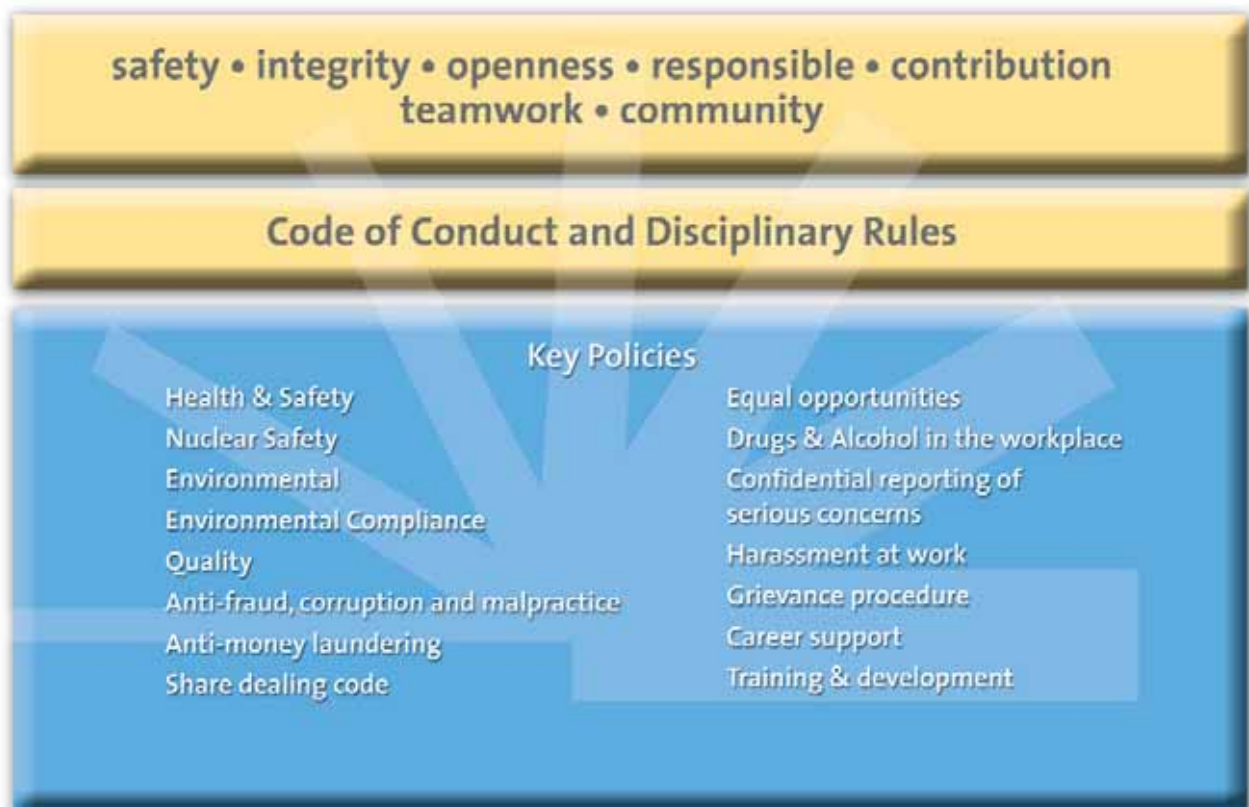 safety • integrity • openness • responsible • contribution
teamwork • community
Code of Conduct and Disciplinary Rules
Key Policies
Health & Safety
Nuclear Safety
Environmental
Environmental Compliance
Quality
Anti-fraud, corruption and malpractice
Anti-money laundering
Share dealing code
Equal opportunities
Drugs & Alcohol in the workplace
Confidential reporting of
serious concerns
Harassment at work
Grievance procedure
Career support
Training & development